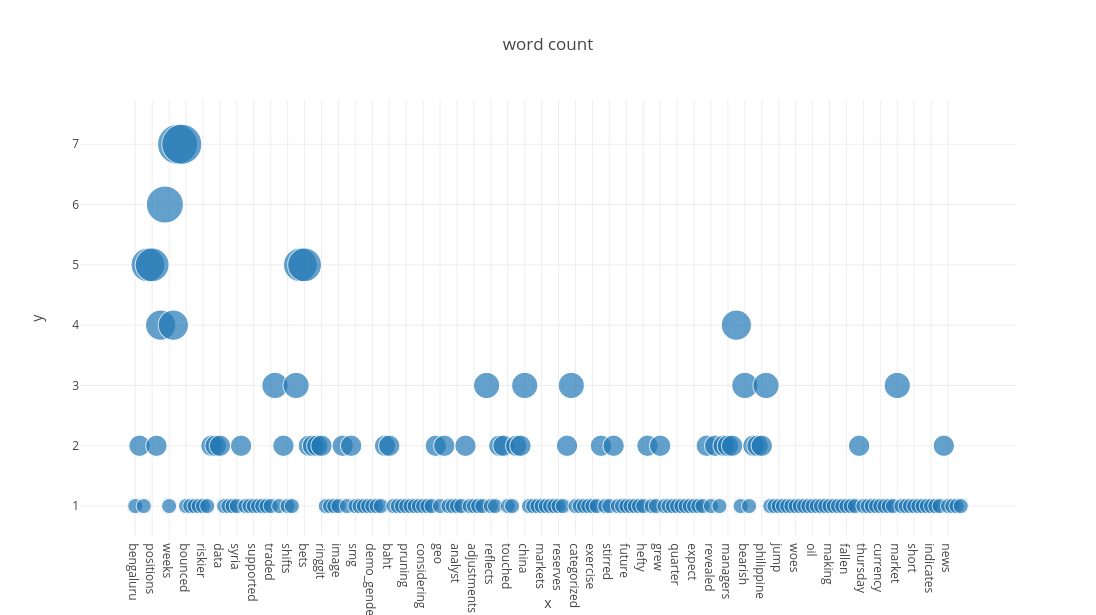 word count
7
6
5
4
3
2
1
y
bengaluru
positions
weeks
bounced
riskier
data
syria
supported
traded
shifts
bets
ringgit
image
smg
demo_gende
baht
pruning
considering
geo
analyst
adjustments
reflects
touched
china
markets
reserves
categorized
exercise
stirred
future
hefty
grew
quarter
expect
revealed
managers
bearish
philippine
jump
woes
oil
making
fallen
thursday
currency
market
short
indicates
news
x